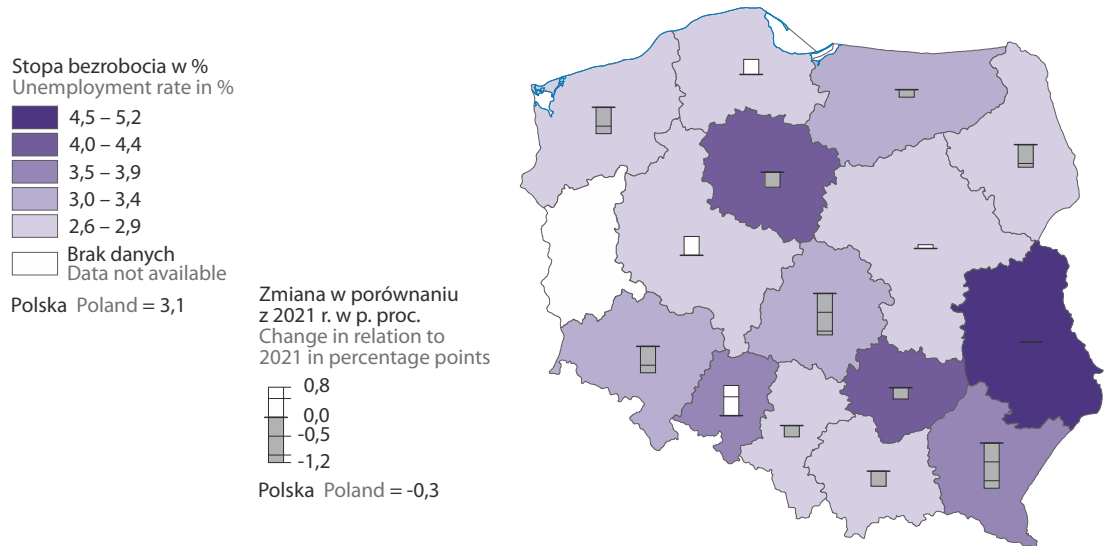 Stopa bezrobocia w %
Unemployment rate in %
4,5 – 5,2
4,0 – 4,4
3,5 – 3,9
3,0 – 3,4
2,6 – 2,9
Brak danych
Data not available
Polska Poland = 3,1
Zmiana w porównaniu
z 2021 r. w p. proc.
Change in relation to
2021 in percentage points
0,8
0,0
-0,5
-1,2
Polska Poland = -0,3